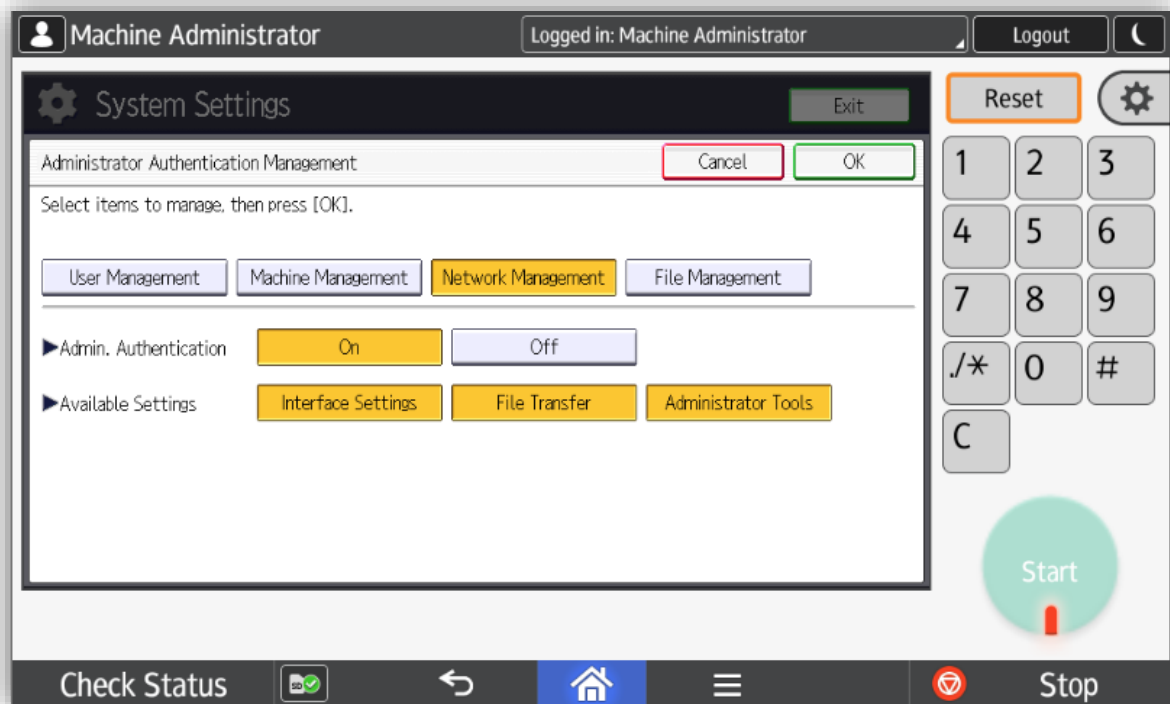 Machine Administrator
Logged in: Machine Administrator
Logout
System Settings
Exit
Reset
Administrator Authentication Management
Cancel
OK
Select items to manage, then press [OK].
User Management
Machine Management
Network Management
File Management
▶Admin. Authentication
On
Off
▶Available Settings
Interface Settings
File Transfer
Administrator Tools
1
2
3
4
5
6
7
8
9
./*
0
#
C
Start
Check Status
SD
Stop